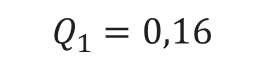 Q₁ = 0,16